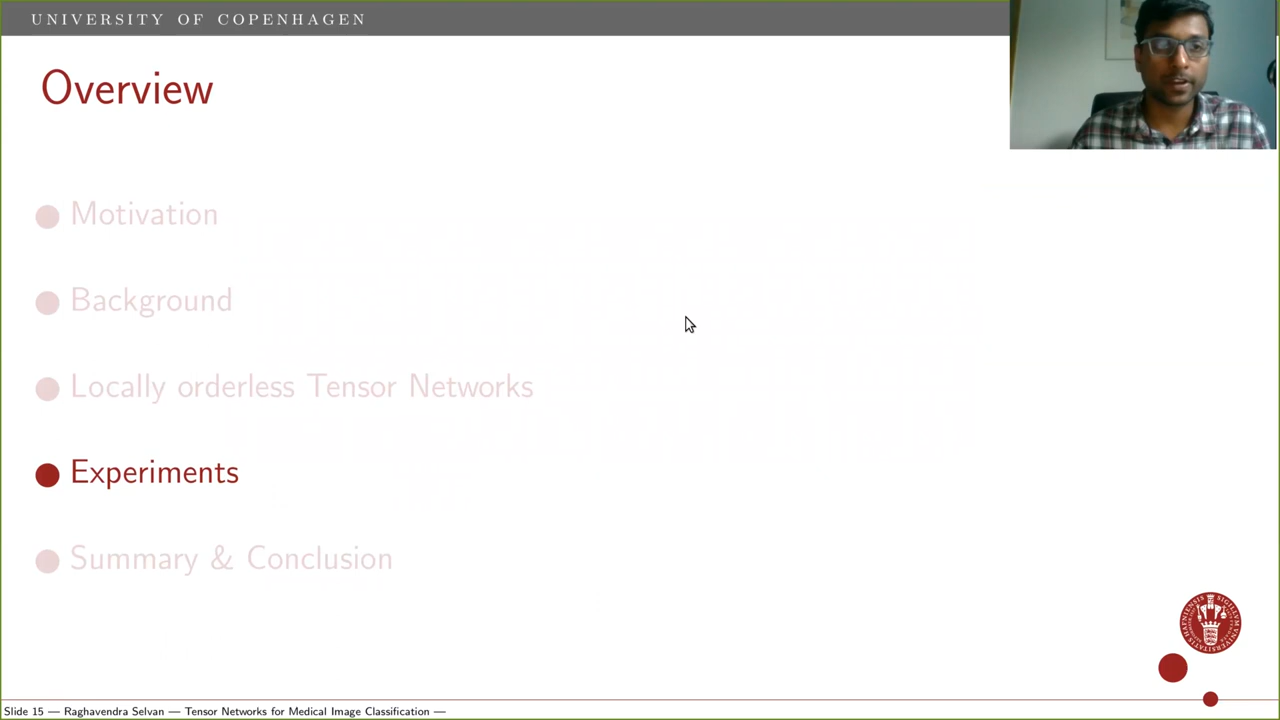 UNIVERSITY OF COPENHAGEN
Overview
Motivation
Background
Locally orderless Tensor Networks
Experiments
Summary & Conclusion
Slide 15 — Raghavendra Selvan — Tensor Networks for Medical Image Classification —